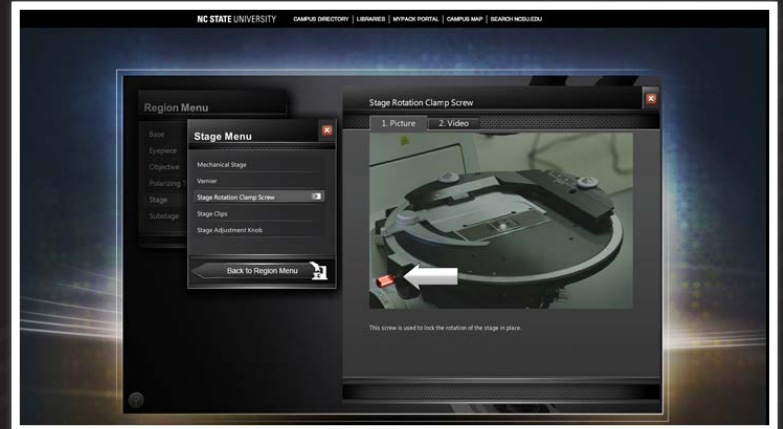 NC STATE UNIVERSITY CAMPUS DIRECTORY | LIBRARIES | MYPACK PORTAL | CAMPUS MAP | SEARCH NCSU.EDU
Region Menu
Base
Eyepiece
Objective
Polarizing
Stage
Substage
Stage Menu
Mechanical Stage
Vernier
Stage Rotation Clamp Screw
Stage Clips
Stage Adjustment Knob
Back to Region Menu
Stage Rotation Clamp Screw
1. Picture 2. Video
This screw is used to lock the rotation of the stage in place.